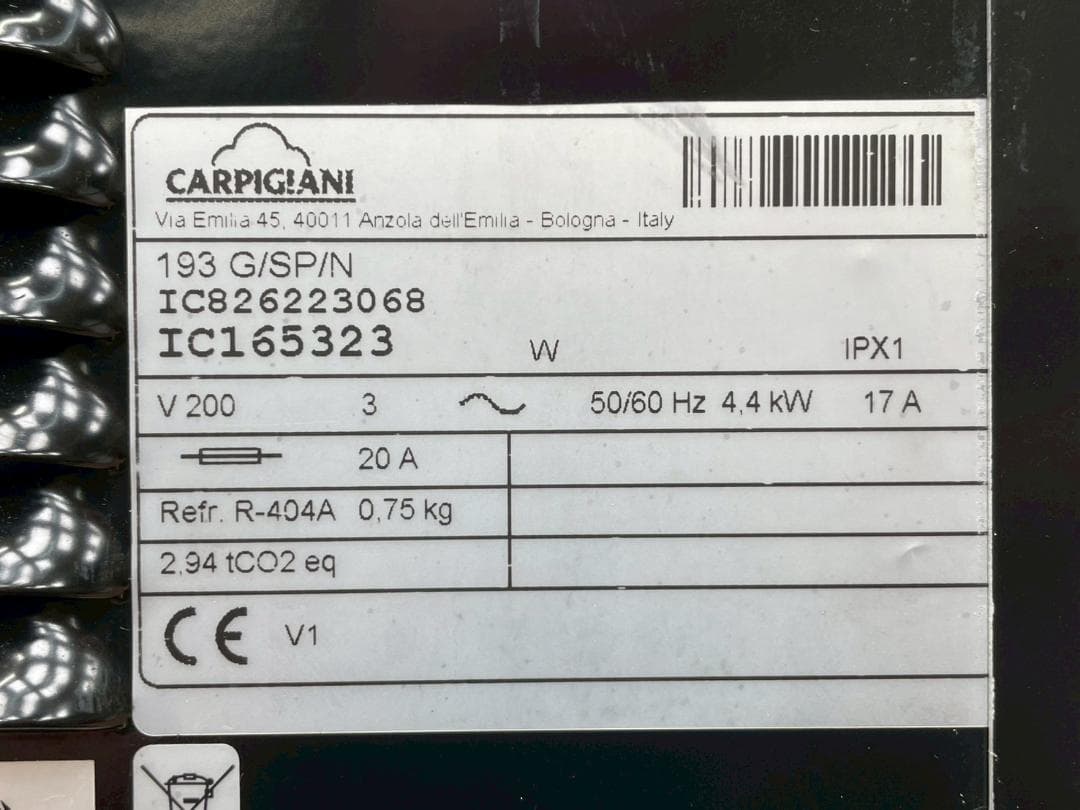 CARPIGIANI
Via Emilia 45, 40011 Anzola dell'Emilia - Bologna - Italy
193 G/SP/N
IC826223068
IC165323 W IPX1
V 200 3 50/60 Hz 4,4 kW 17 A
20 A
Refr. R-404A 0,75 kg
2,94 tCO2 eq
CE V1